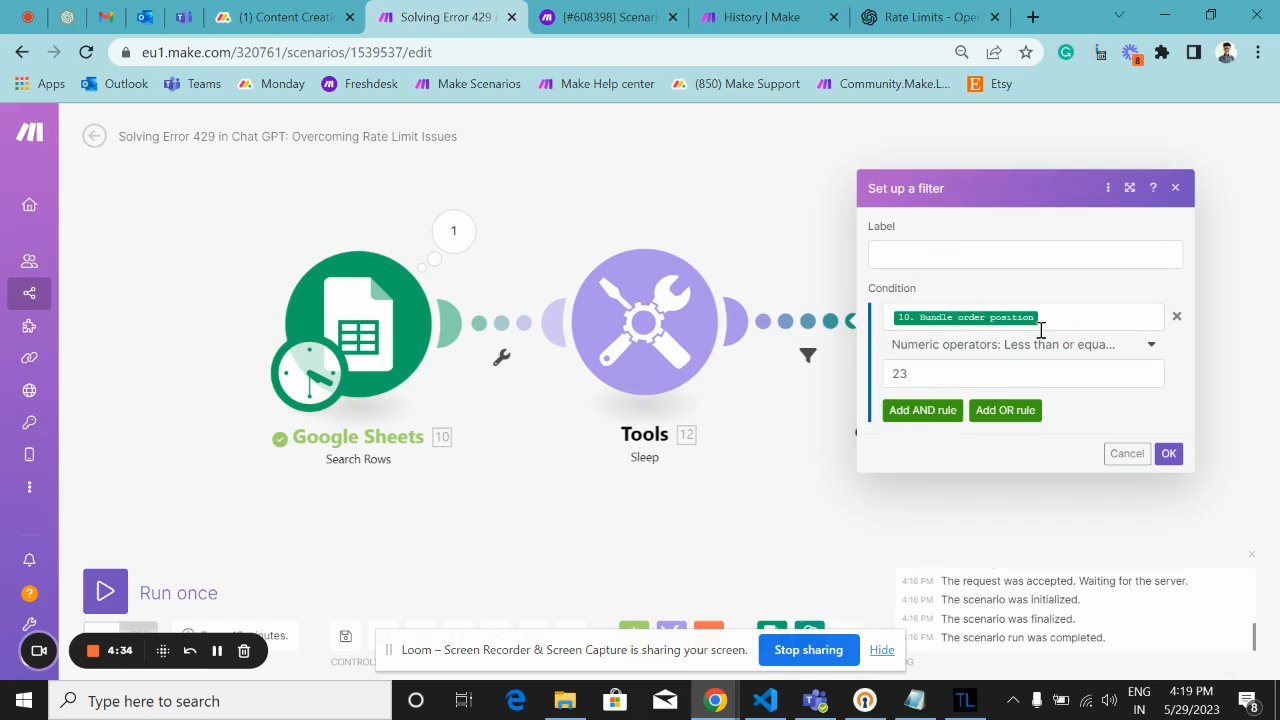 (1) Content Creati
Solving Error 429 i
[#608398] Scenari
History | Make
Rate Limits - Oper
eu1.make.com/320761/scenarios/1539537/edit
8
Apps
Outlook
Teams
Monday
Freshdesk
Make Scenarios
Make Help center
(850) Make Support
Community.Make.L...
Etsy
Solving Error 429 in Chat GPT: Overcoming Rate Limit Issues
Set up a filter
Label
Condition
10. Bundle order position
Numeric operators: Less than or equa...
23
Add AND rule
Add OR rule
Cancel
OK
1
Google Sheets 10
Search Rows
Tools 12
Sleep
Run once
4:16 PM The request was accepted. Waiting for the server.
4:16 PM The scenario was initialized.
4:16 PM The scenario was finalized.
4:16 PM The scenario run was completed.
4:34
Loom – Screen Recorder & Screen Capture is sharing your screen.
Stop sharing
Hide
Type here to search
ENG
IN
4:19 PM
5/29/2023
8